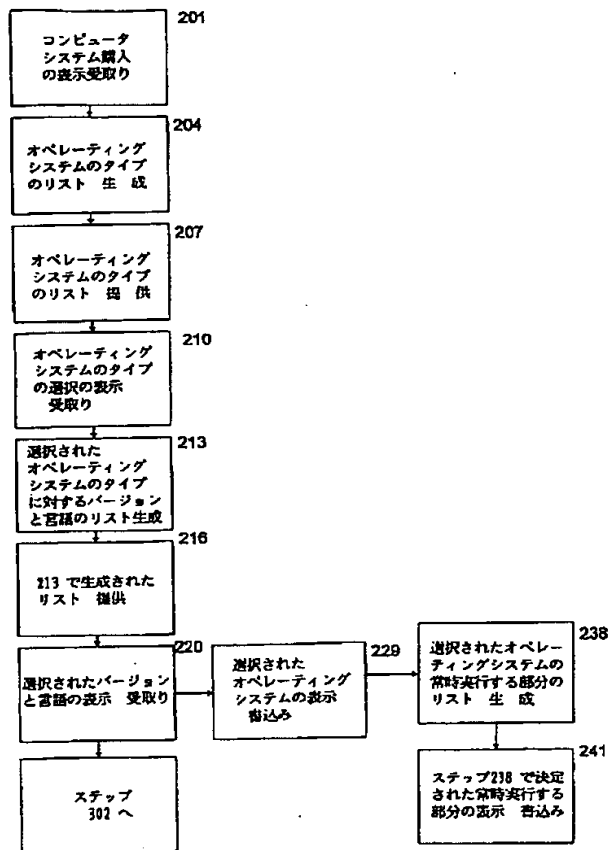 201
コンピュータ
システム購入
の表示受取り
204
オペレーティング
システムのタイプ
のリスト 生 成
207
オペレーティング
システムのタイプ
のリスト 提 供
210
オペレーティング
システムのタイプ
の選択の表示
受取り
213
選択された
オペレーティング
システムのタイプ
に対するバージョン
と言語のリスト生成
216
213 で生成された
リスト 提供
220
選択されたバージョン
と言語の表示 受取り
229
選択された
オペレーティング
システムの表示
書込み
238
選択されたオペレー
ティングシステムの
常時実行する部分の
リスト 生 成
241
ステップ238 で決定
された常時実行する
部分の表示 書込み
ステップ
302 へ